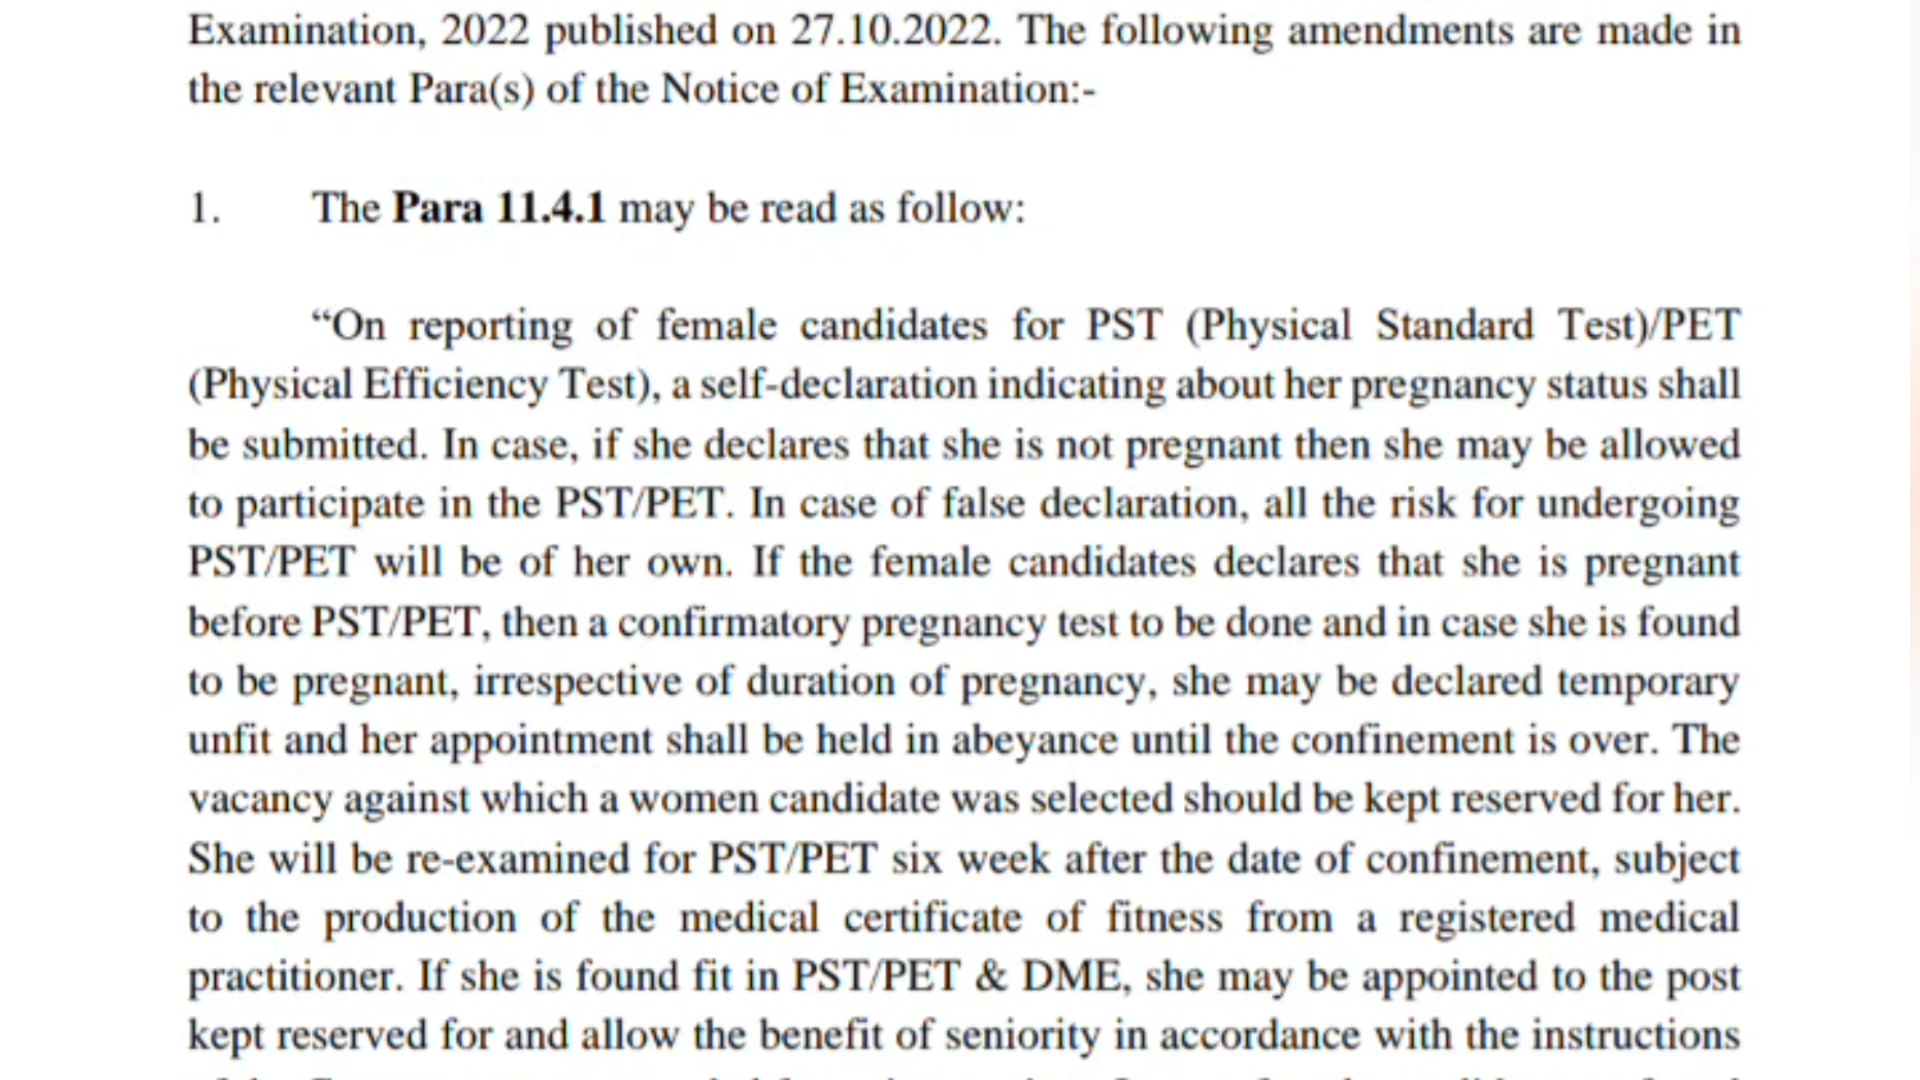 Examination, 2022 published on 27.10.2022. The following amendments are made in
the relevant Para(s) of the Notice of Examination:-
1. The Para 11.4.1 may be read as follow:
“On reporting of female candidates for PST (Physical Standard Test)/PET
(Physical Efficiency Test), a self-declaration indicating about her pregnancy status shall
be submitted. In case, if she declares that she is not pregnant then she may be allowed
to participate in the PST/PET. In case of false declaration, all the risk for undergoing
PST/PET will be of her own. If the female candidates declares that she is pregnant
before PST/PET, then a confirmatory pregnancy test to be done and in case she is found
to be pregnant, irrespective of duration of pregnancy, she may be declared temporary
unfit and her appointment shall be held in abeyance until the confinement is over. The
vacancy against which a women candidate was selected should be kept reserved for her.
She will be re-examined for PST/PET six week after the date of confinement, subject
to the production of the medical certificate of fitness from a registered medical
practitioner. If she is found fit in PST/PET & DME, she may be appointed to the post
kept reserved for and allow the benefit of seniority in accordance with the instructions